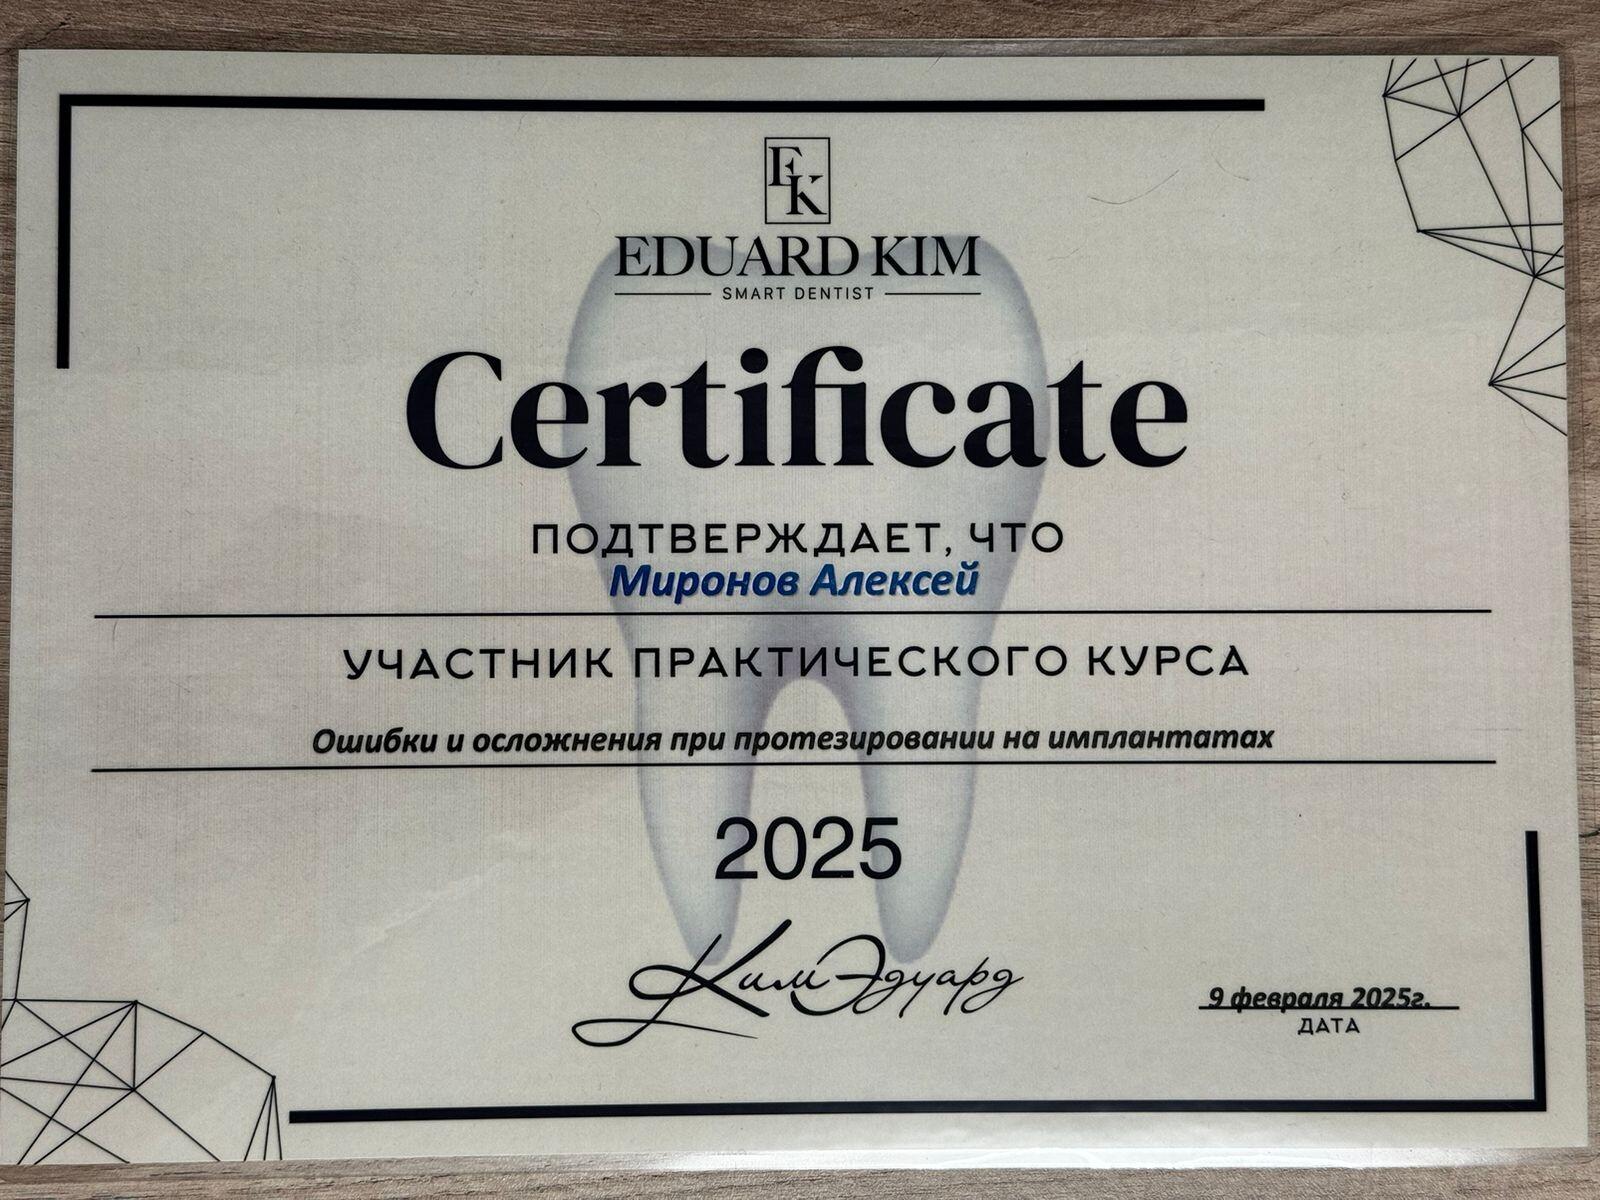 EK
EDUARD KIM
SMART DENTIST
Certificate
ПОДТВЕРЖДАЕТ, ЧТО
Миронов Алексей
УЧАСТНИК ПРАКТИЧЕСКОГО КУРСА
Ошибки и осложнения при протезировании на имплантатах
2025
Ким Эдуард
9 февраля 2025г.
ДАТА